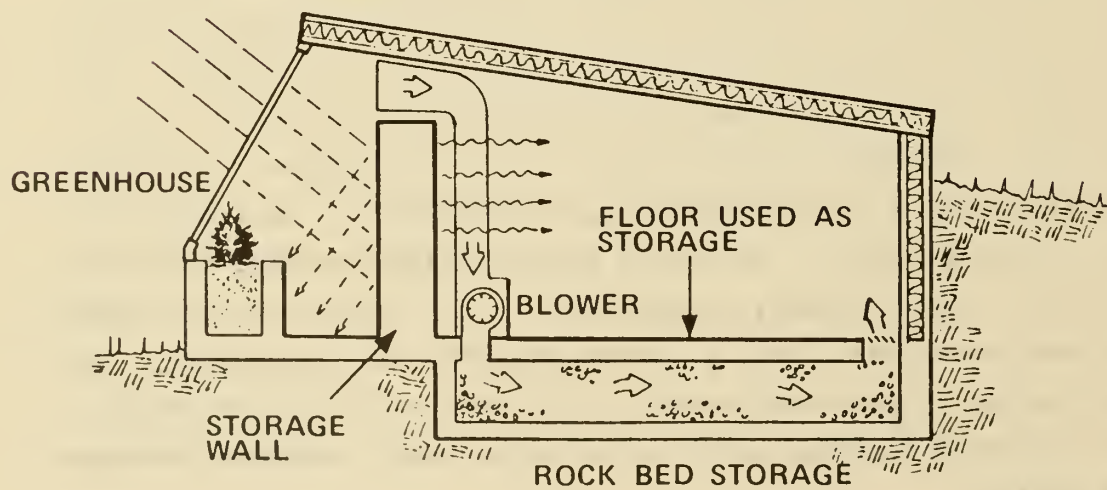 GREENHOUSE
FLOOR USED AS
STORAGE
BLOWER
STORAGE
WALL
ROCK BED STORAGE